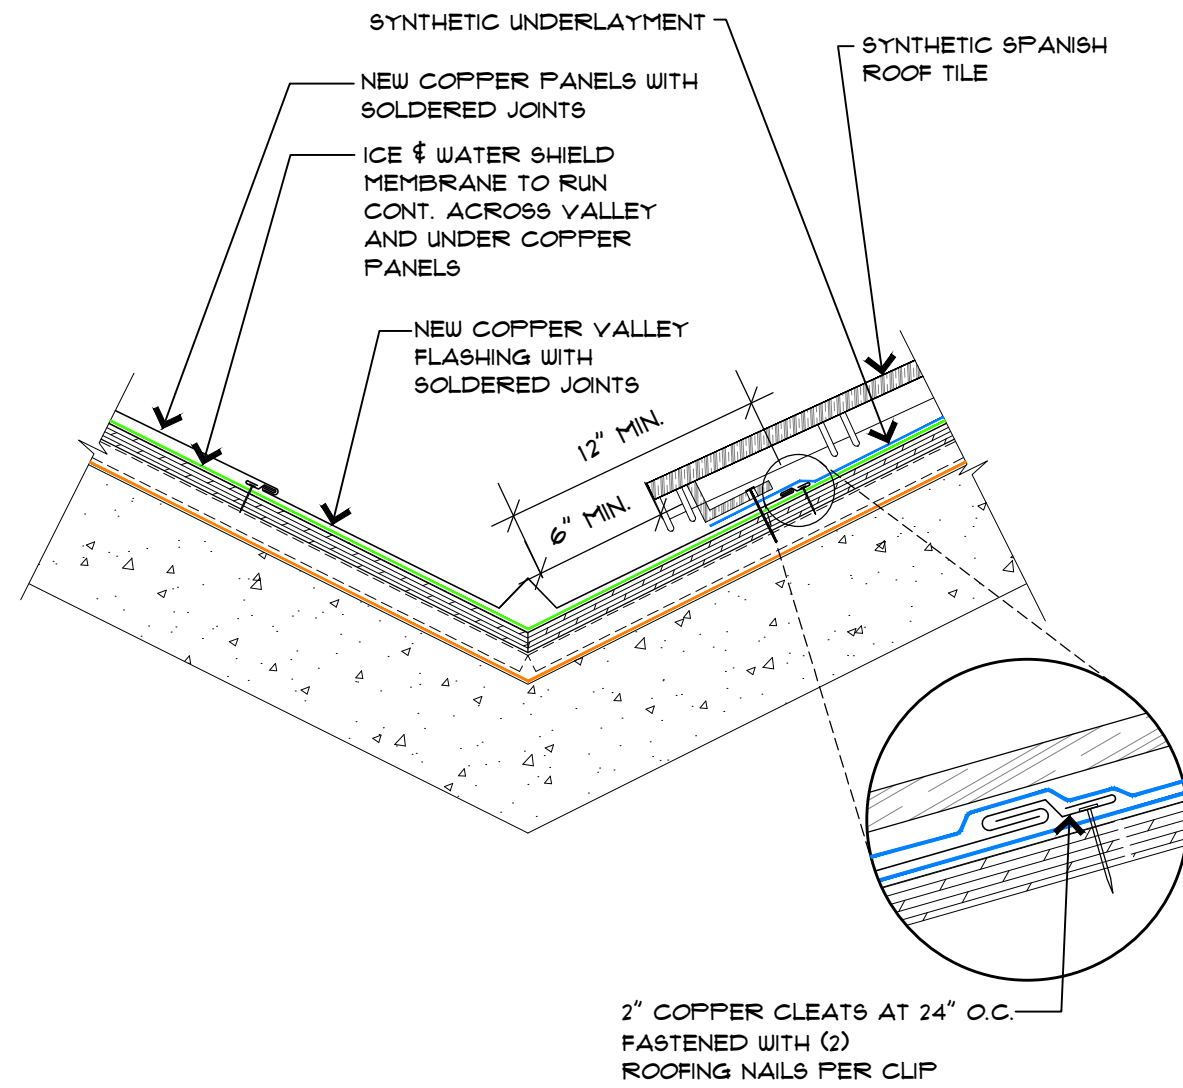 SYNTHETIC UNDERLAYMENT
SYNTHETIC SPANISH
ROOF TILE
NEW COPPER PANELS WITH
SOLDERED JOINTS
ICE & WATER SHIELD
MEMBRANE TO RUN
CONT. ACROSS VALLEY
AND UNDER COPPER
PANELS
NEW COPPER VALLEY
FLASHING WITH
SOLDERED JOINTS
12" MIN.
6" MIN.
2" COPPER CLEATS AT 24" O.C.
FASTENED WITH (2)
ROOFING NAILS PER CLIP